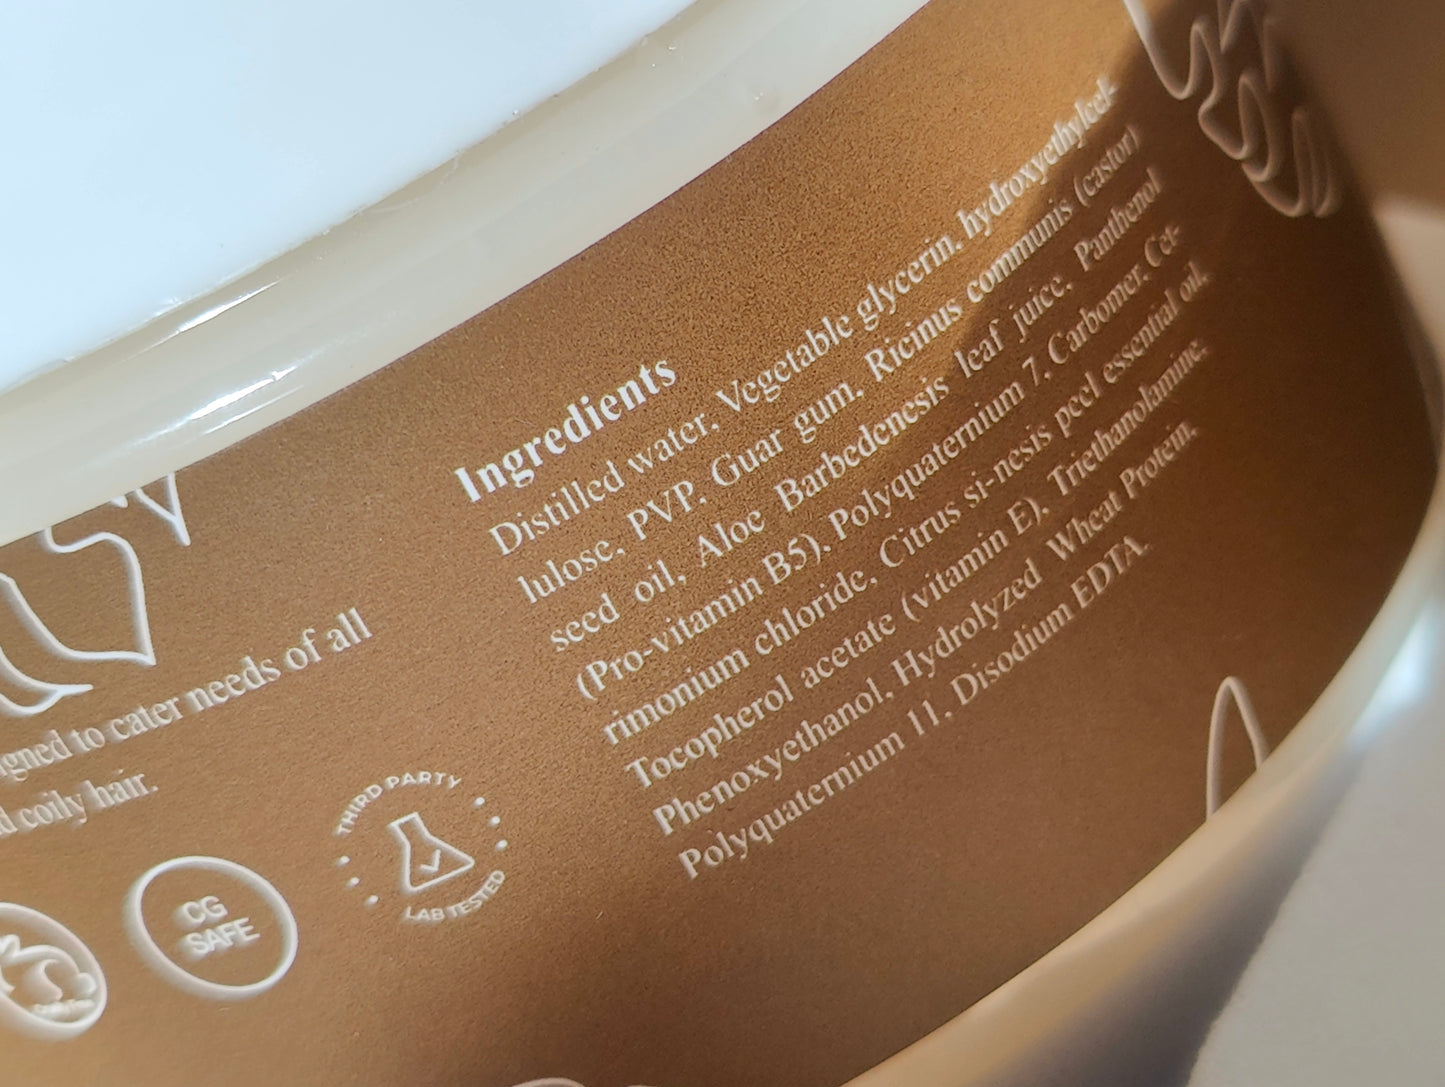 Ingredients
Distilled water, Vegetable glycerin, hydroxyethylcel-
lulose, PVP, Guar gum, Ricinus communis (castor)
seed oil, Aloe Barbedenesis leaf juice, Panthenol
(Pro-vitamin B5), Polyquaternium 7, Carbomer, Cet-
rimonium chloride, Citrus si-nesis peel essential oil,
Tocopherol acetate (vitamin E), Triethanolamine,
Phenoxyethanol, Hydrolyzed Wheat Protein,
Polyquaternium 11, Disodium EDTA.
igned to cater needs of all
d coily hair.
THIRD PARTY
LAB TESTED
CG
SAFE